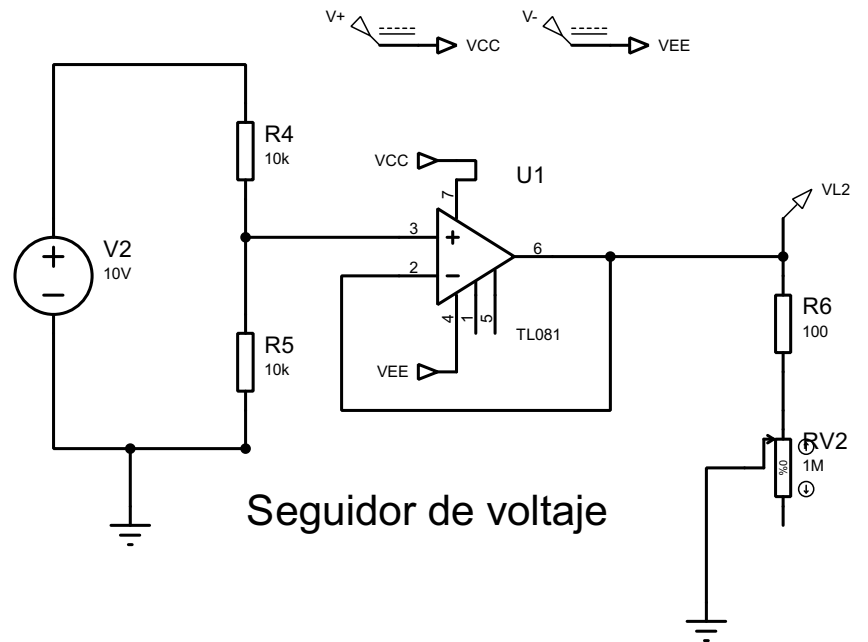 V+
VCC
V-
VEE
R4
10k
VCC
U1
7
VL2
3
6
V2
10V
2
R6
100
4
1
5
TL081
R5
10k
VEE
RV2
1M
%0
Seguidor de voltaje